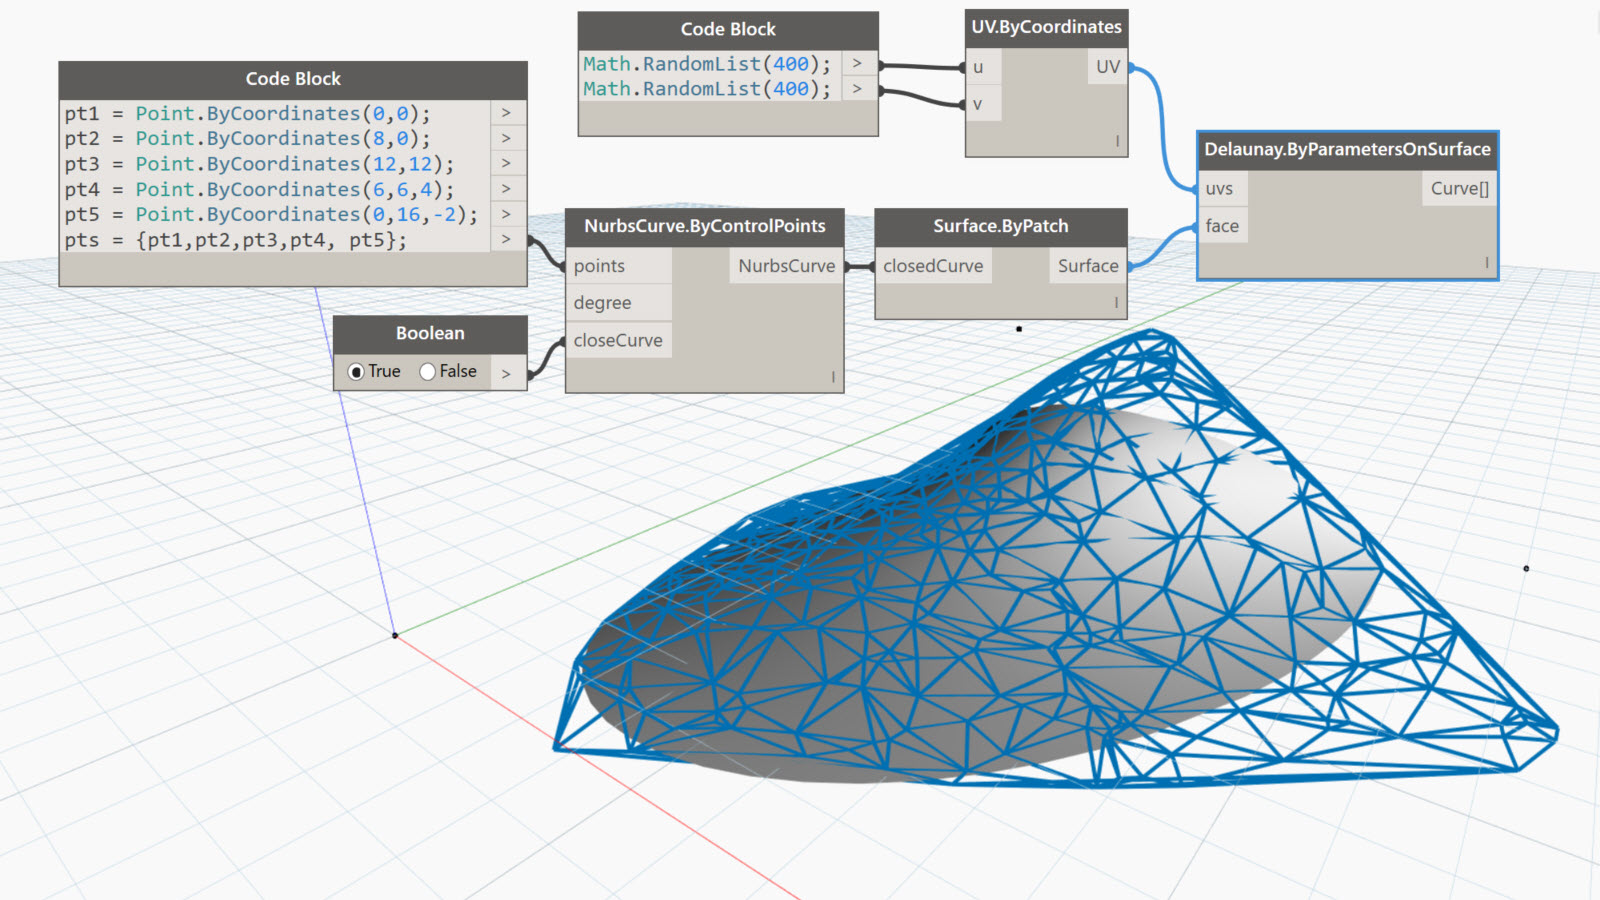 Code Block
pt1 = Point.ByCoordinates(0,0); >
pt2 = Point.ByCoordinates(8,0); >
pt3 = Point.ByCoordinates(12,12); >
pt4 = Point.ByCoordinates(6,6,4); >
pt5 = Point.ByCoordinates(0,16,-2); >
pts = {pt1,pt2,pt3,pt4, pt5}; >
Boolean
True False >
Code Block
Math.RandomList(400); >
Math.RandomList(400); >
UV.ByCoordinates
u UV
v
l
NurbsCurve.ByControlPoints
points NurbsCurve
degree
closeCurve
l
Surface.ByPatch
closedCurve Surface
l
Delaunay.ByParametersOnSurface
uvs Curve[]
face
l